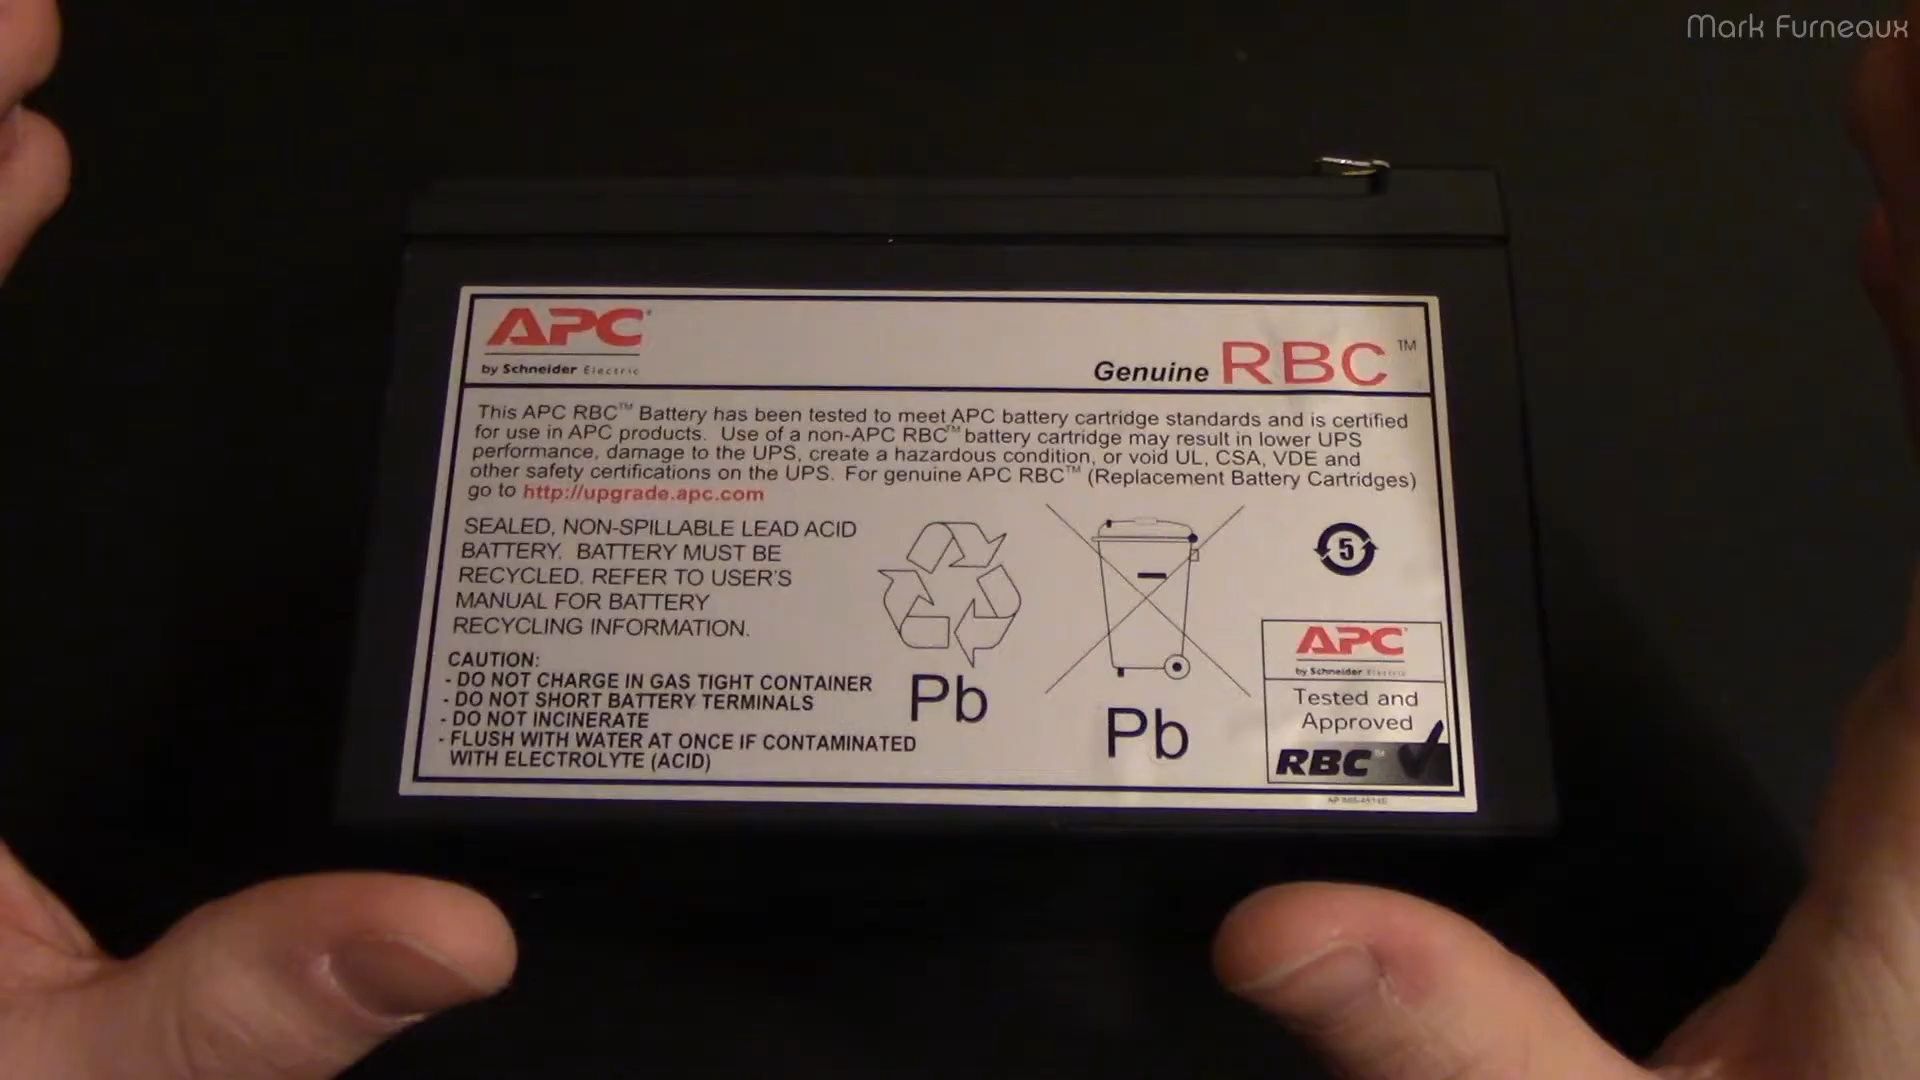 Mark Furneaux
APC
by Schneider Electric
Genuine RBC™
This APC RBC™ Battery has been tested to meet APC battery cartridge standards and is certified
for use in APC products. Use of a non-APC RBC™ battery cartridge may result in lower UPS
performance, damage to the UPS, create a hazardous condition, or void UL, CSA, VDE and
other safety certifications on the UPS. For genuine APC RBC™ (Replacement Battery Cartridges)
go to http://upgrade.apc.com
SEALED, NON-SPILLABLE LEAD ACID
BATTERY. BATTERY MUST BE
RECYCLED. REFER TO USER'S
MANUAL FOR BATTERY
RECYCLING INFORMATION.
CAUTION:
- DO NOT CHARGE IN GAS TIGHT CONTAINER
- DO NOT SHORT BATTERY TERMINALS
- DO NOT INCINERATE
- FLUSH WITH WATER AT ONCE IF CONTAMINATED
WITH ELECTROLYTE (ACID)
Pb
Pb
5
APC
by Schneider Electric
Tested and
Approved
RBC™